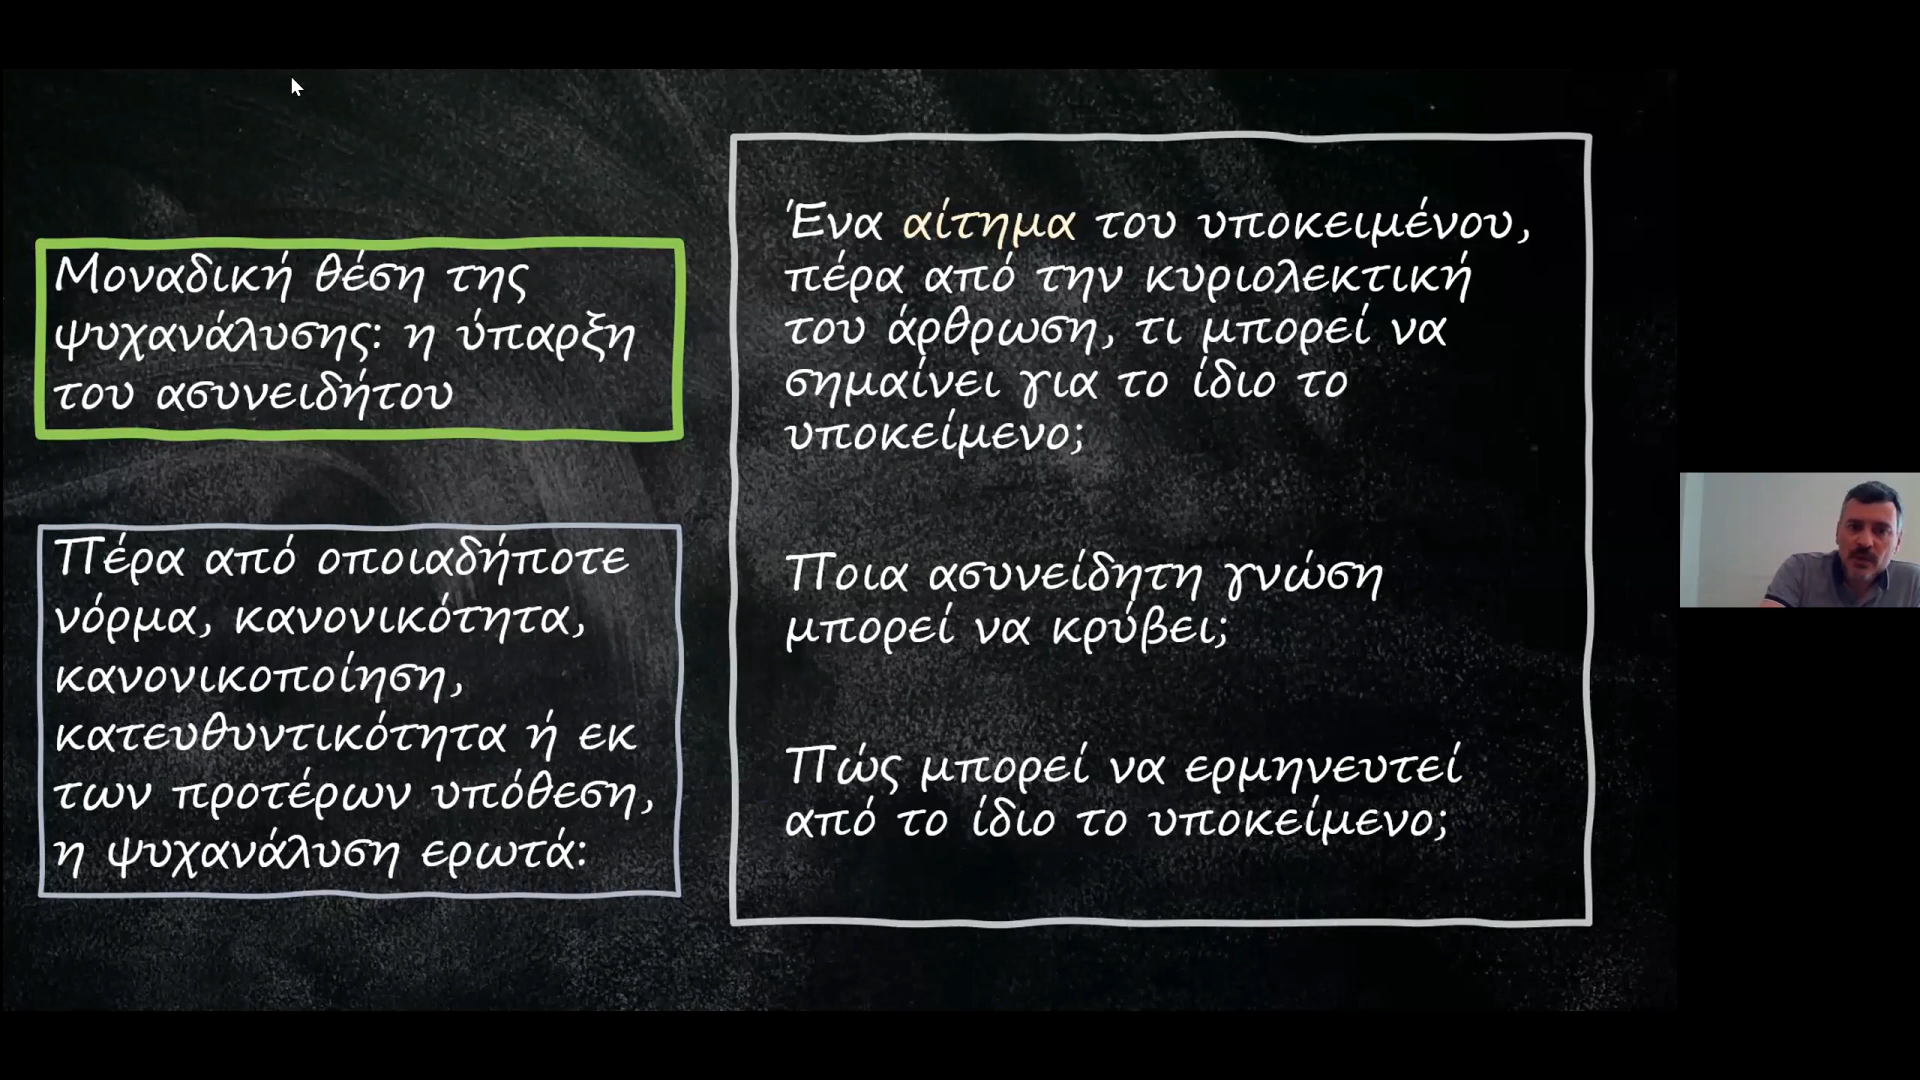 Μοναδική θέση της
ψυχανάλυσης: η ύπαρξη
του ασυνειδήτου
Πέρα από οποιαδήποτε
νόρμα, κανονικότητα,
κανονικοποίηση,
κατευθυντικότητα ή εκ
των προτέρων υπόθεση,
η ψυχανάλυση ερωτά:
Ένα αίτημα του υποκειμένου,
πέρα από την κυριολεκτική
του άρθρωση, τι μπορεί να
σημαίνει για το ίδιο το
υποκείμενο;
Ποια ασυνείδητη γνώση
μπορεί να κρύβει;
Πώς μπορεί να ερμηνευτεί
από το ίδιο το υποκείμενο;